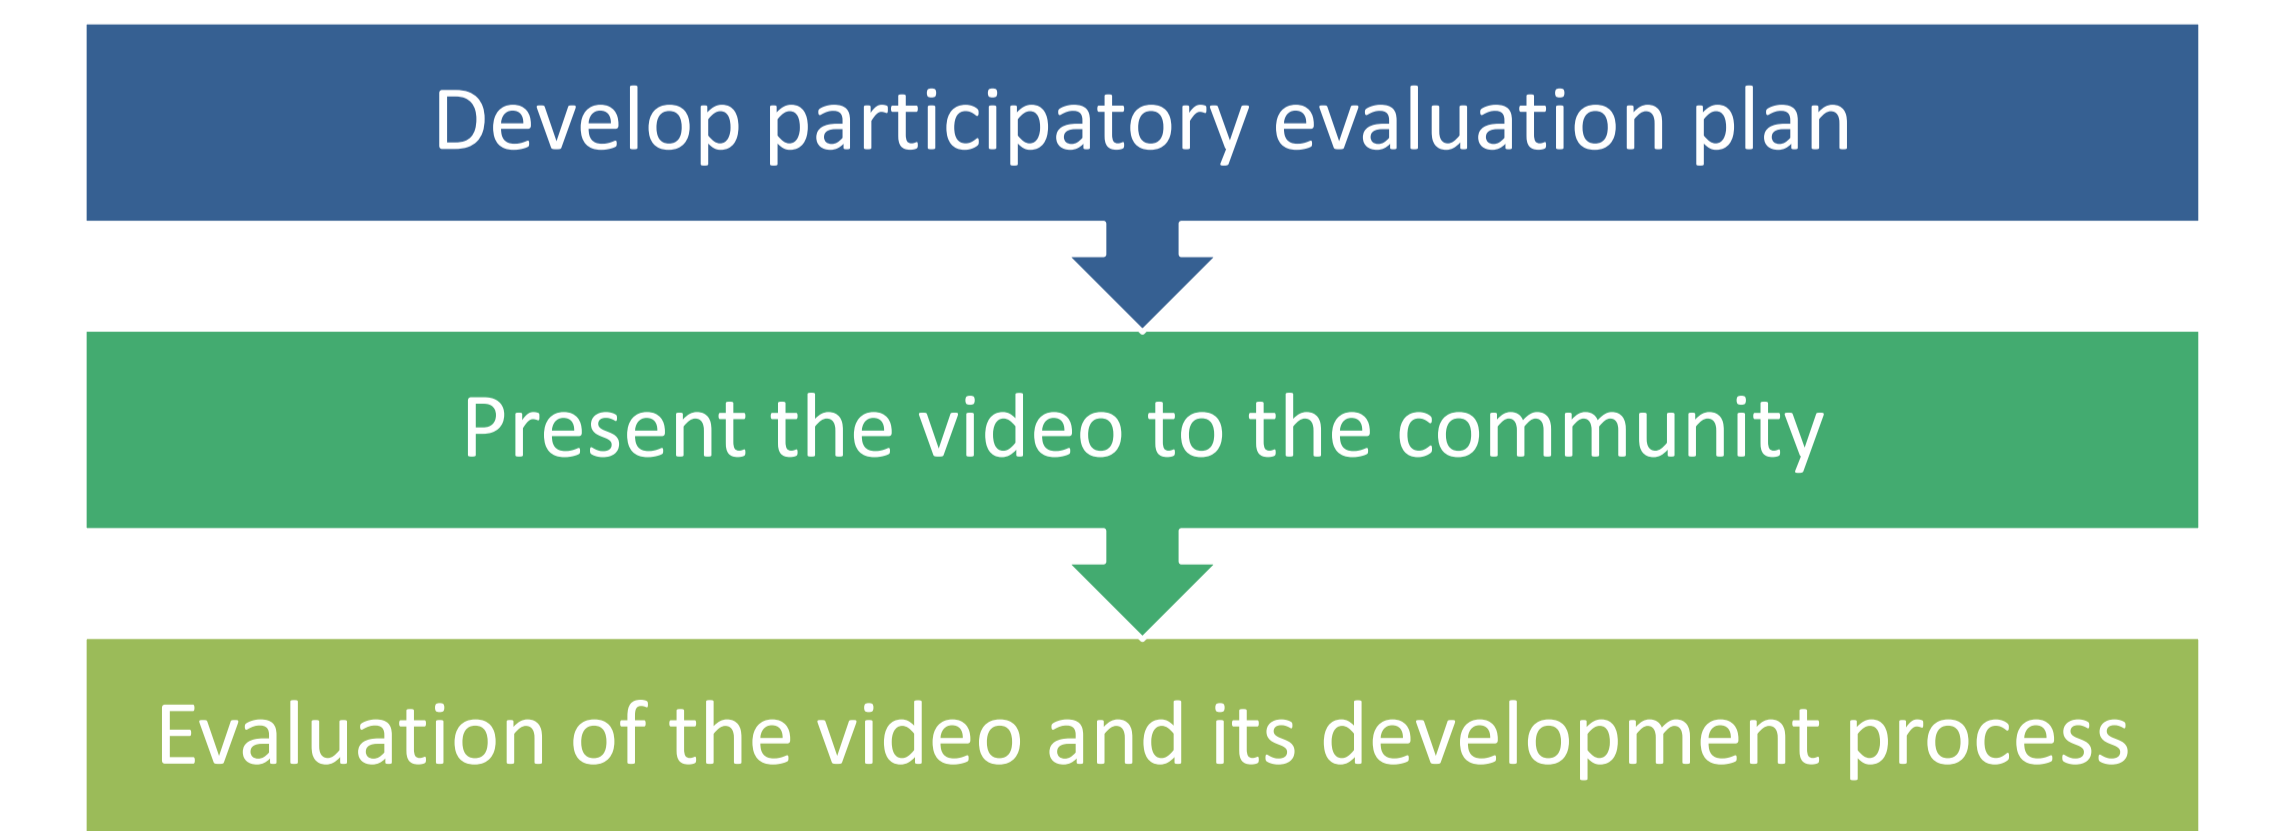 Develop participatory evaluation plan
Present the video to the community
Evaluation of the video and its development process